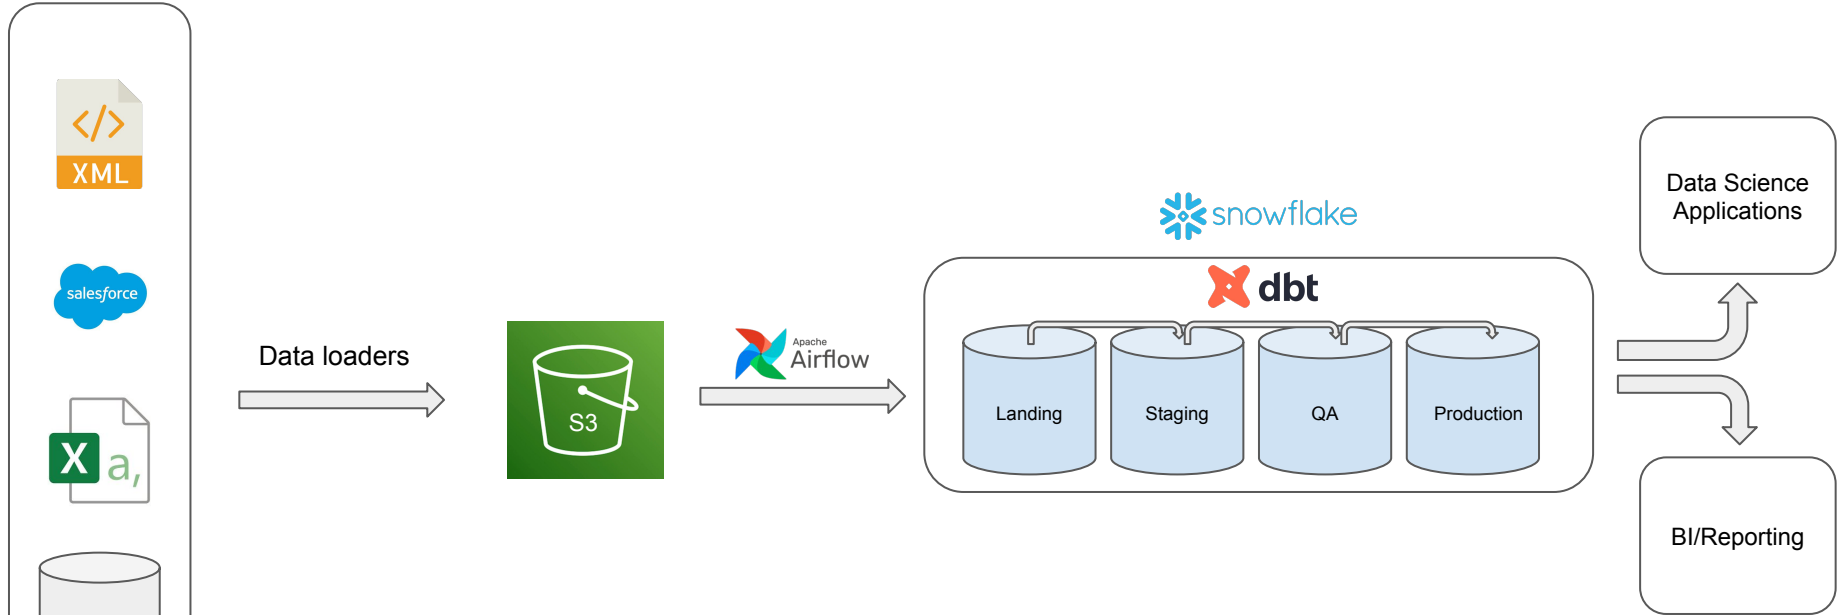 </>
XML
salesforce
X a,
Data loaders
S3
Apache
Airflow
snowflake
dbt
Landing
Staging
QA
Production
Data Science
Applications
BI/Reporting